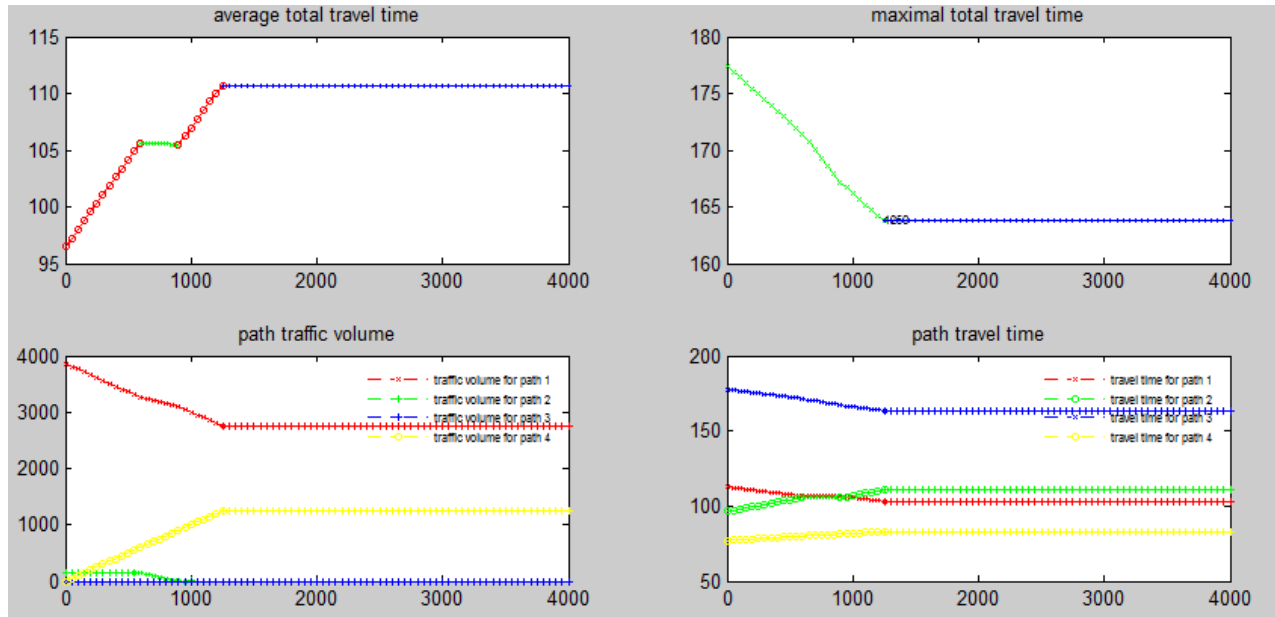 average total travel time
115
110
105
100
95
0 1000 2000 3000 4000
maximal total travel time
180
175
170
165
160
1250
0 1000 2000 3000 4000
path traffic volume
4000
3000
2000
1000
0
traffic volume for path 1
traffic volume for path 2
traffic volume for path 3
traffic volume for path 4
0 1000 2000 3000 4000
path travel time
200
150
100
50
travel time for path 1
travel time for path 2
travel time for path 3
travel time for path 4
0 1000 2000 3000 4000